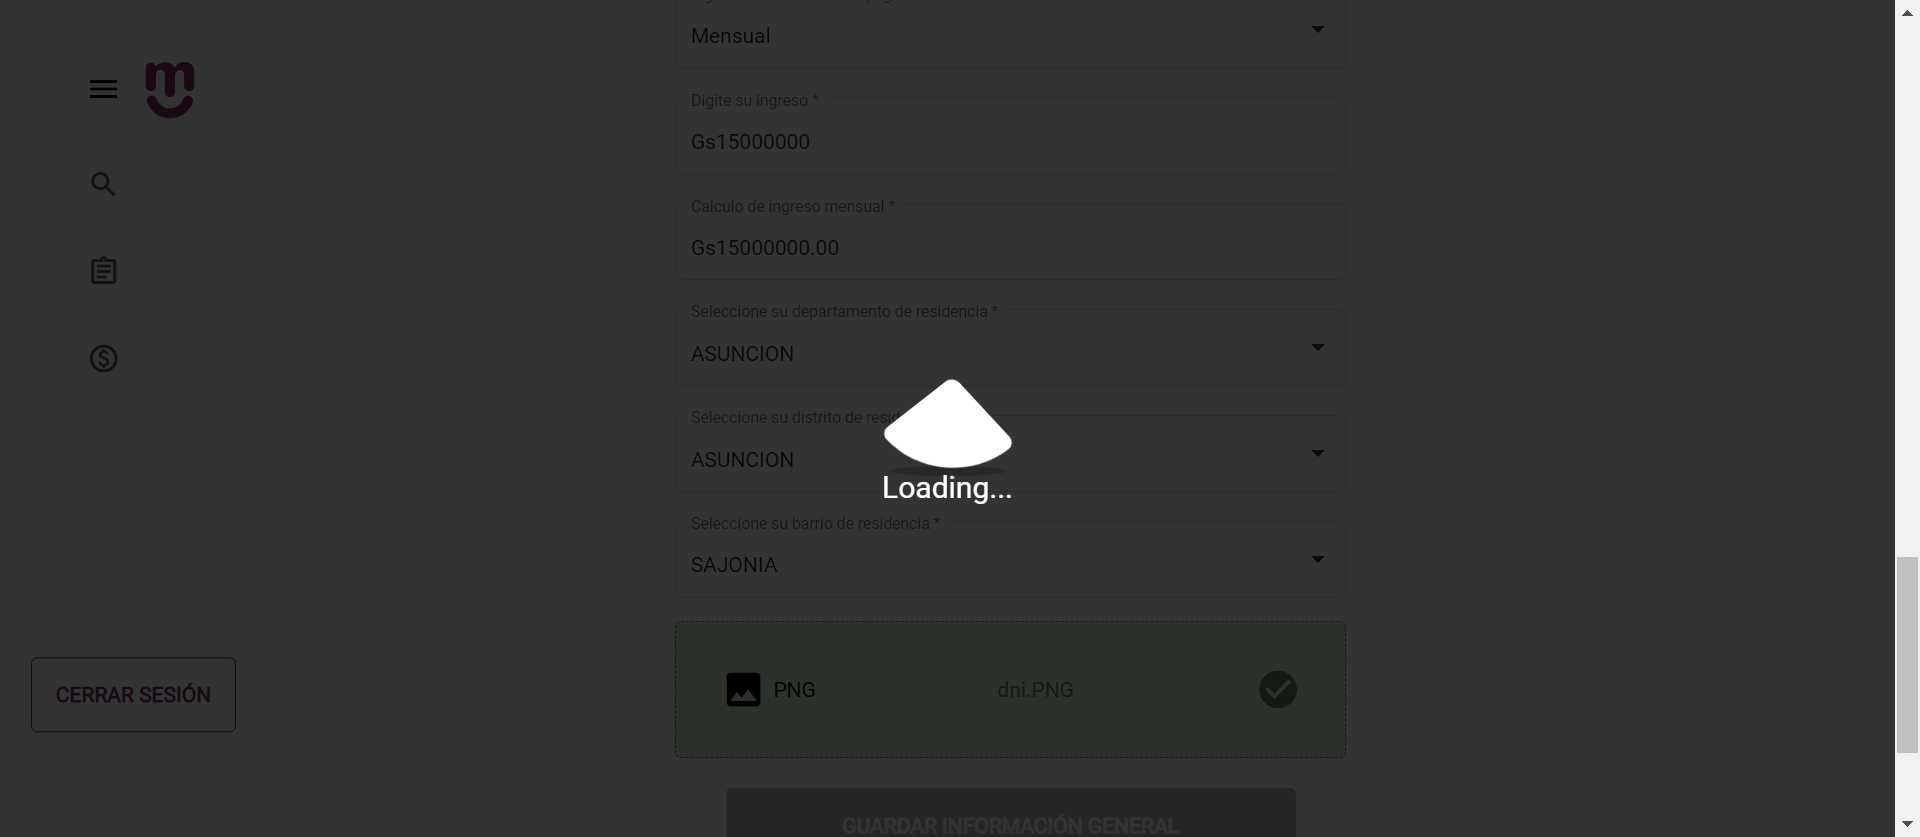 Mensual
Digite su ingreso *
Gs15000000
Calculo de ingreso mensual *
Gs15000000.00
Seleccione su departamento de residencia *
ASUNCION
Seleccione su distrito de resid
ASUNCION
Loading...
Seleccione su barrio de residencia *
SAJONIA
CERRAR SESIÓN
PNG
dni.PNG
GUARDAR INFORMACIÓN GENERAL